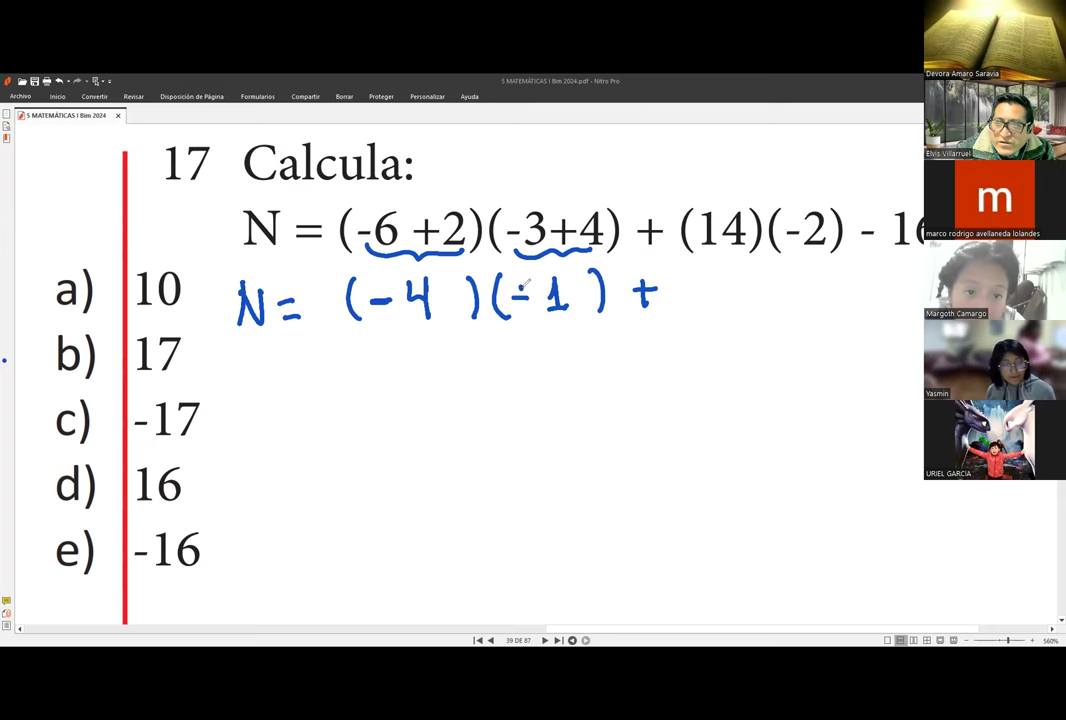 5 MATEMÁTICAS I Bim 2024.pdf - Nitro Pro
Archivo Inicio Convertir Revisar Disposición de Página Formularios Compartir Borrar Proteger Personalizar Ayuda
5 MATEMÁTICAS I Bim 2024
17 Calcula:
N = (-6 +2)(-3+4) + (14)(-2) - 16
N = (-4 )(-1 ) +
a) 10
b) 17
c) -17
d) 16
e) -16
39 DE 87
560%
Devora Amaro Saravia
Elvis Villarruel
m
marco rodrigo avellaneda lolandes
Margoth Camargo
Yasmin
URIEL GARCIA